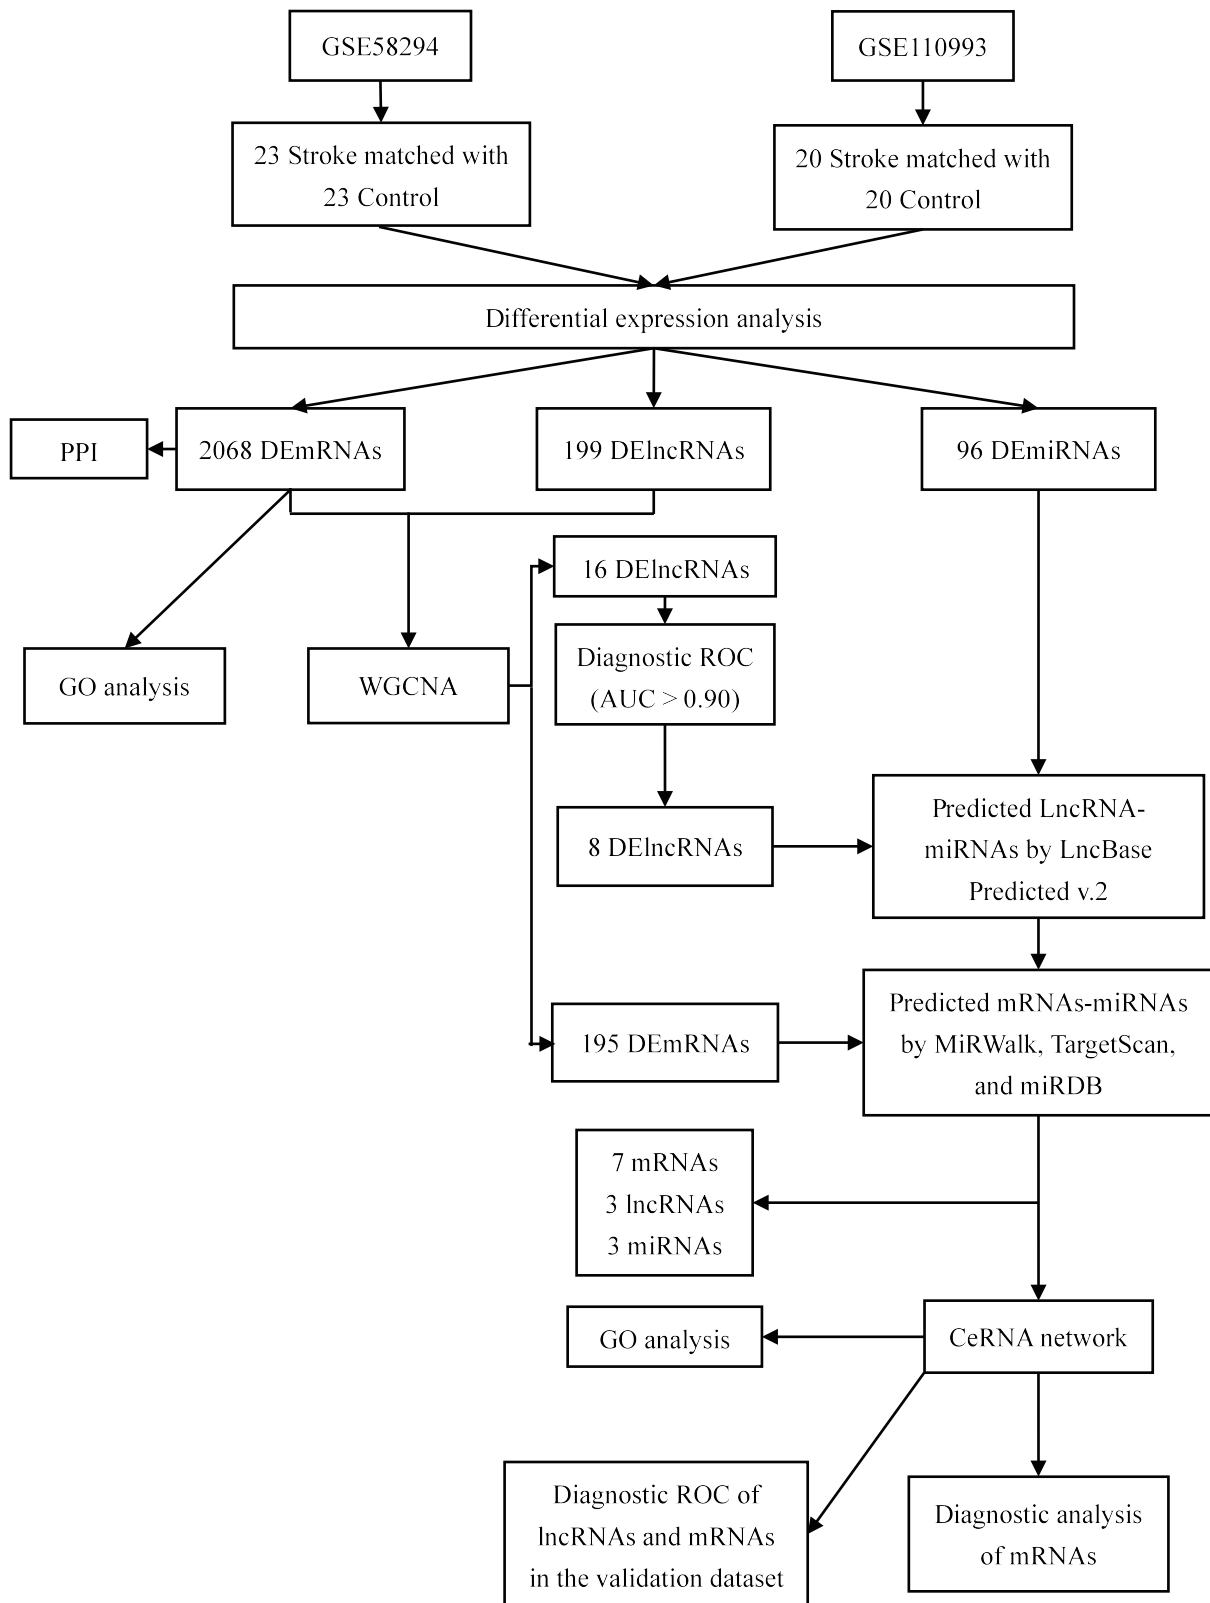 GSE58294
GSE110993
23 Stroke matched with
23 Control
20 Stroke matched with
20 Control
Differential expression analysis
PPI
2068 DEmRNAs
199 DElncRNAs
96 DEmiRNAs
16 DElncRNAs
GO analysis
WGCNA
Diagnostic ROC
(AUC > 0.90)
8 DElncRNAs
Predicted LncRNA-
miRNAs by LncBase
Predicted v.2
195 DEmRNAs
Predicted mRNAs-miRNAs
by MiRWalk, TargetScan,
and miRDB
7 mRNAs
3 lncRNAs
3 miRNAs
GO analysis
CeRNA network
Diagnostic ROC of
lncRNAs and mRNAs
in the validation dataset
Diagnostic analysis
of mRNAs